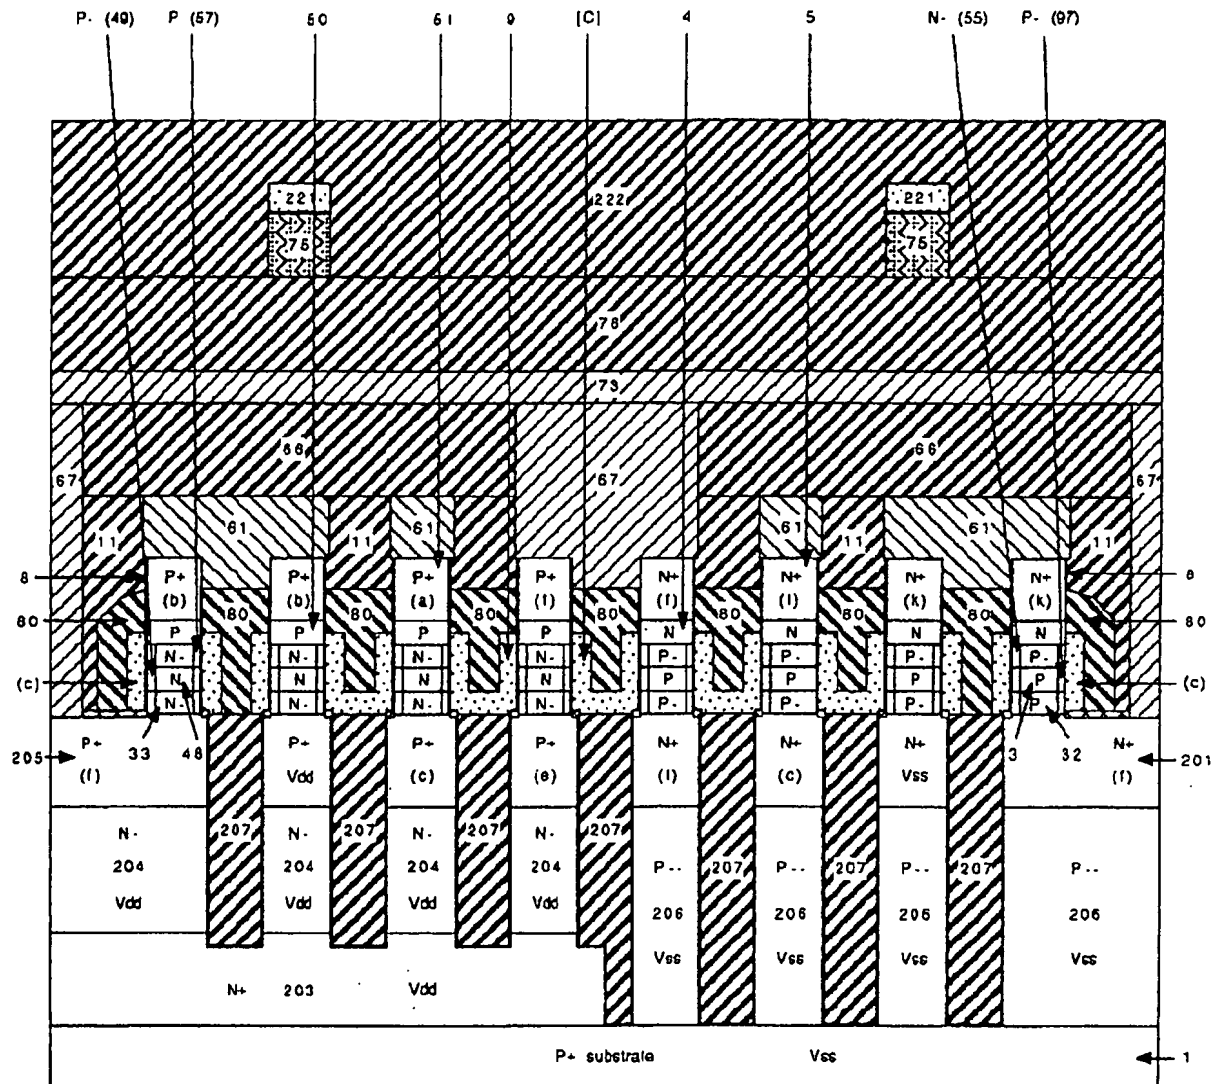 P- (49) P (57) 50 51 9 [C] 4 5 N- (55) P- (97)
221 222 221
75 75
76
73
66 66
67 67 67
61 61 61 61
11 11 11 11
8 P+ P+ P+ P+ N+ N+ N+ N+ 8
(b) (b) (a) (f) (f) (i) (k) (k)
80 80 80 80 80 80 80 80 80
P P P P N N N N
N- N- N- N- P- P- P- P-
(c) N N N N P P P P (c)
N- N- N- N- P- P- P- P-
205 P+ 33 48 P+ P+ P+ N+ N+ N+ 3 32 N+ 201
(f) Vdd (c) (e) (i) (c) Vss (f)
N- 207 N- 207 N- 207 N- 207 P-- 207 P-- 207 P-- 207 P--
204 204 204 204 206 206 206 206
Vdd Vdd Vdd Vdd Vss Vss Vss Vss
N+ 203 Vdd
P+ substrate Vss 1